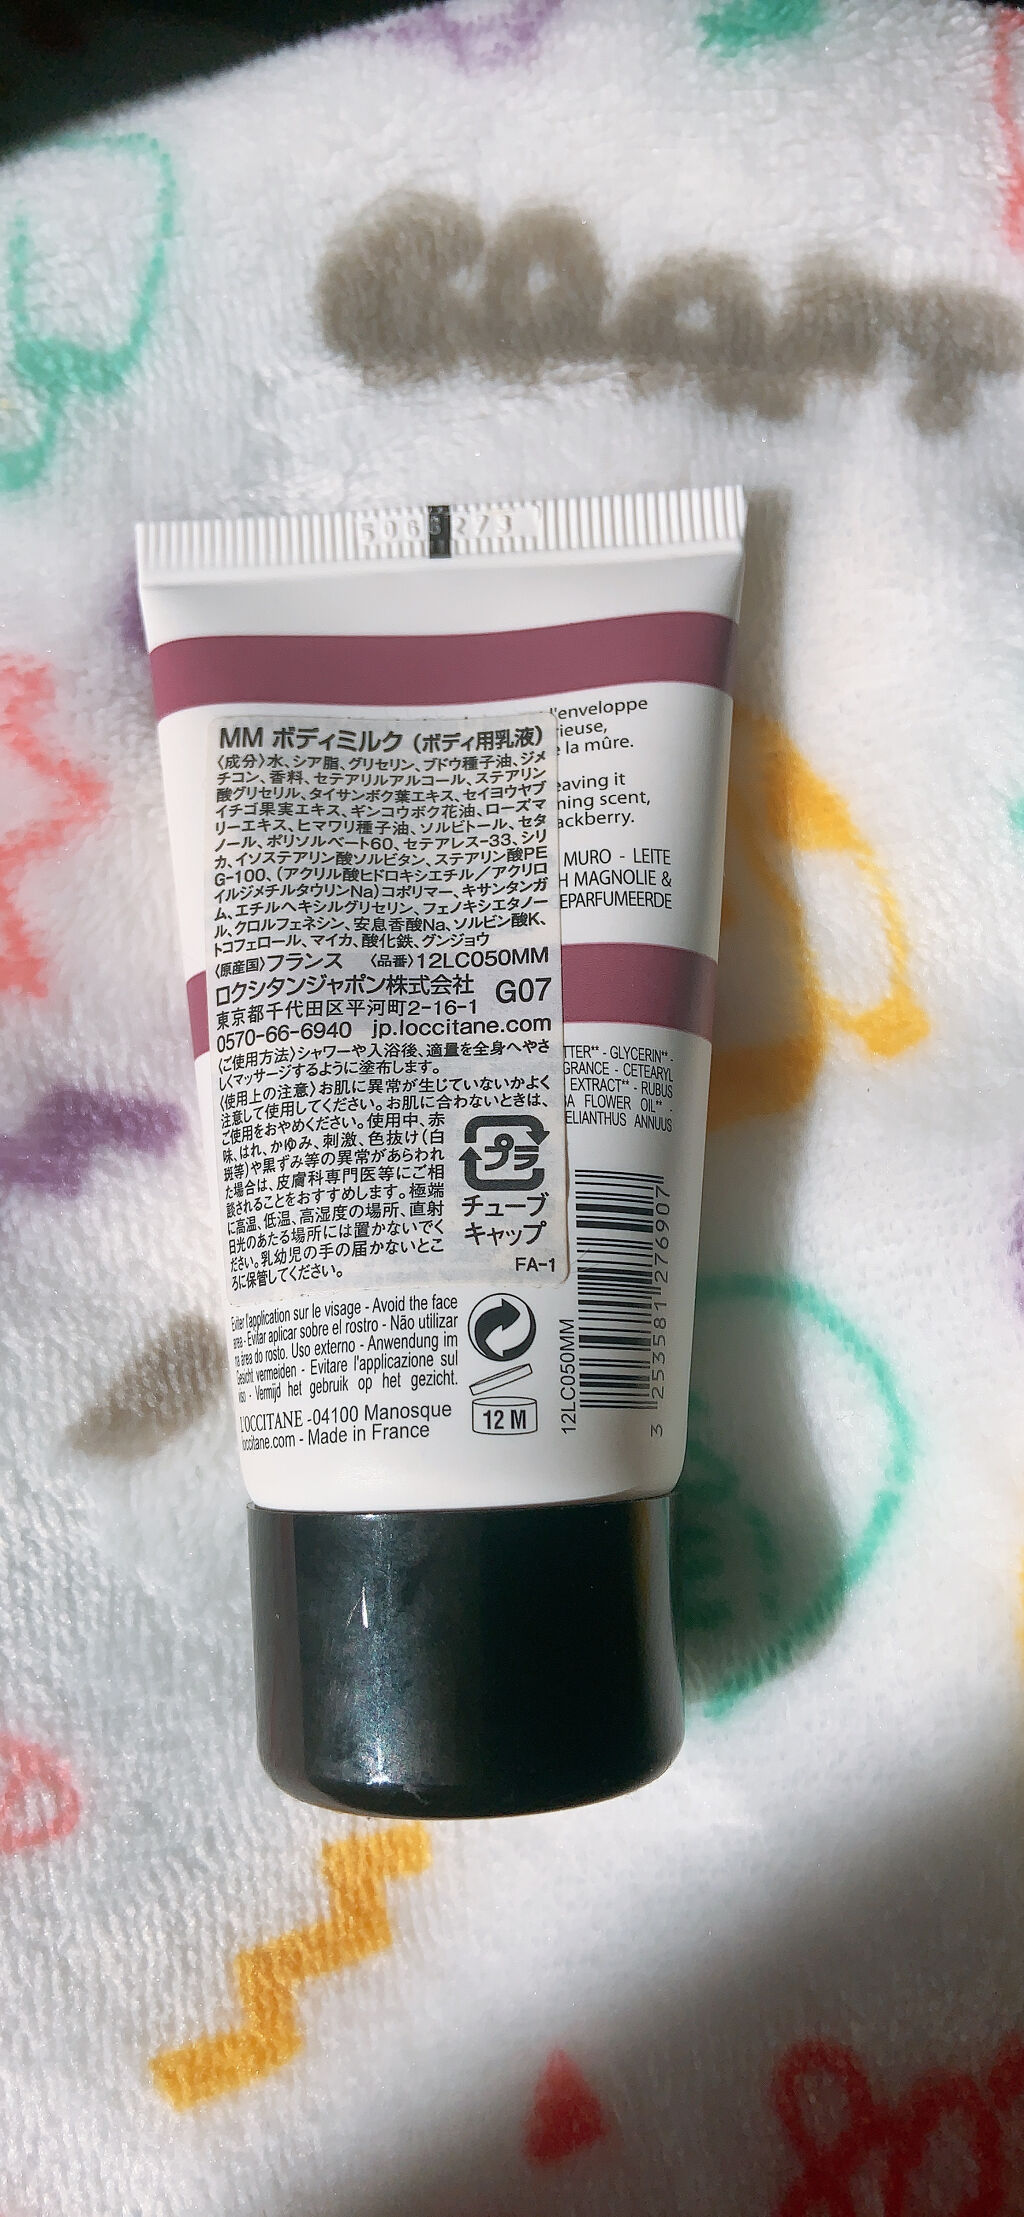 273
l'enveloppe
la mûre.
leaving it
scent,
MURO - LEITE
MAGNOLIE &
MM ボディミルク (ボディ用乳液)
〈成分〉水、シア脂、グリセリン、ブドウ種子油、ジメ
チコン、香料、セテアリルアルコール、ステアリン
酸グリセリル、タイサンボク葉エキス、セイヨウヤブ
イチゴ果実エキス、ギンコウボク花油、ローズマ
リーエキス、ヒマワリ種子油、ソルビトール、セタ
ノール、ポリソルベート60、セテアレス-33、シリ
カ、イソステアリン酸ソルビタン、ステアリン酸PE
G-100、(アクリル酸ヒドロキシエチル/アクリロ
イルジメチルタウリンNa)コポリマー、キサンタンガ
ム、エチルヘキシルグリセリン、フェノキシエタノー
ル、クロルフェネシン、安息香酸Na、ソルビン酸K、
トコフェロール、マイカ、酸化鉄、グンジョウ
〈原産国〉フランス 〈品番〉12LC050MM
ロクシタンジャポン株式会社 G07
東京都千代田区平河町2-16-1
0570-66-6940 jp.loccitane.com
〈ご使用方法〉シャワーや入浴後、適量を全身へやさ
しくマッサージするように塗布します。
〈使用上の注意〉お肌に異常が生じていないかよく
注意して使用してください。お肌に合わないときは、
ご使用をおやめください。使用中、赤
味、はれ、かゆみ、刺激、色抜け(白
斑等)や黒ずみ等の異常があらわれ
た場合は、皮膚科専門医等にご相
談されることをおすすめします。極端
に高温、低温、高湿度の場所、直射
日光のあたる場所には置かないでく
ださい。乳幼児の手の届かないとこ
ろに保管してください。
プラ
チューブ
キャップ
FA-1
GLYCERIN** -
CETEARYL
EXTRACT** - RUBUS
FLOWER OIL** -
ANNUUS
Eviter l'application sur le visage - Avoid the face
area - Evitar aplicar sobre el rostro - Não utilizar
na área do rosto. Uso externo - Anwendung im
Gesicht vermeiden - Evitare l'applicazione sul
viso - Vermijd het gebruik op het gezicht.
L'OCCITANE -04100 Manosque
loccitane.com - Made in France
12 M
12LC050MM
3 253581 276907